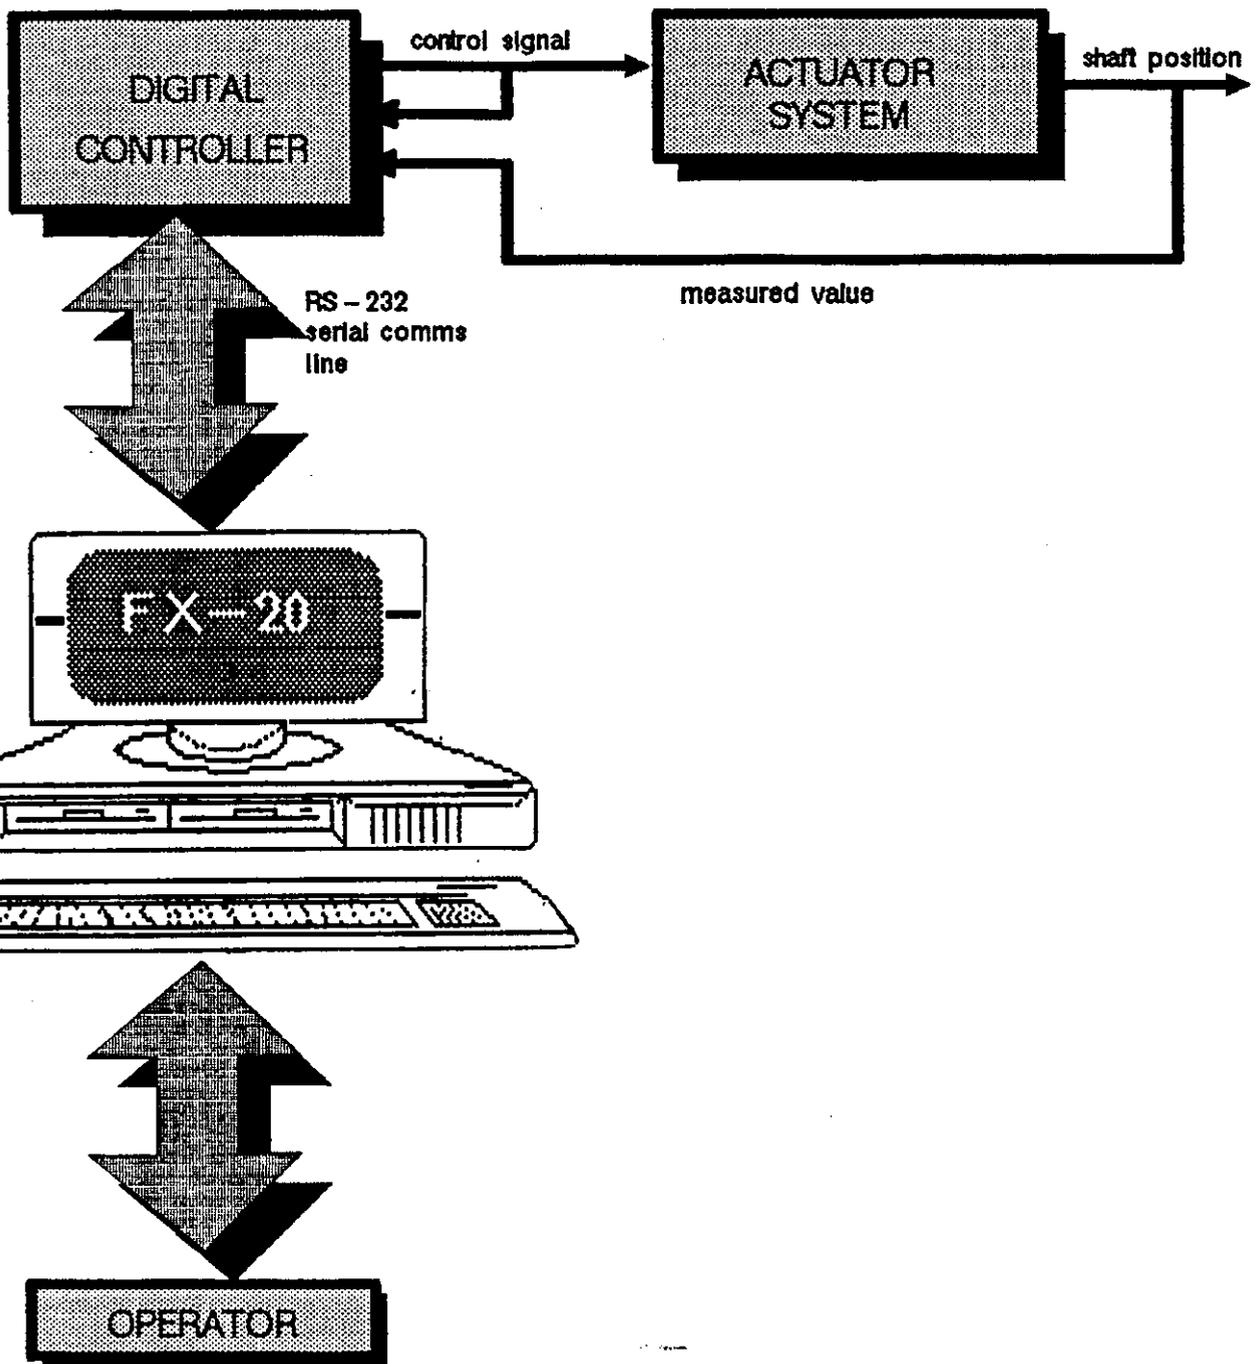 control signal
shaft position
DIGITAL
CONTROLLER
ACTUATOR
SYSTEM
measured value
RS - 232
serial comms
line
FX-20
OPERATOR